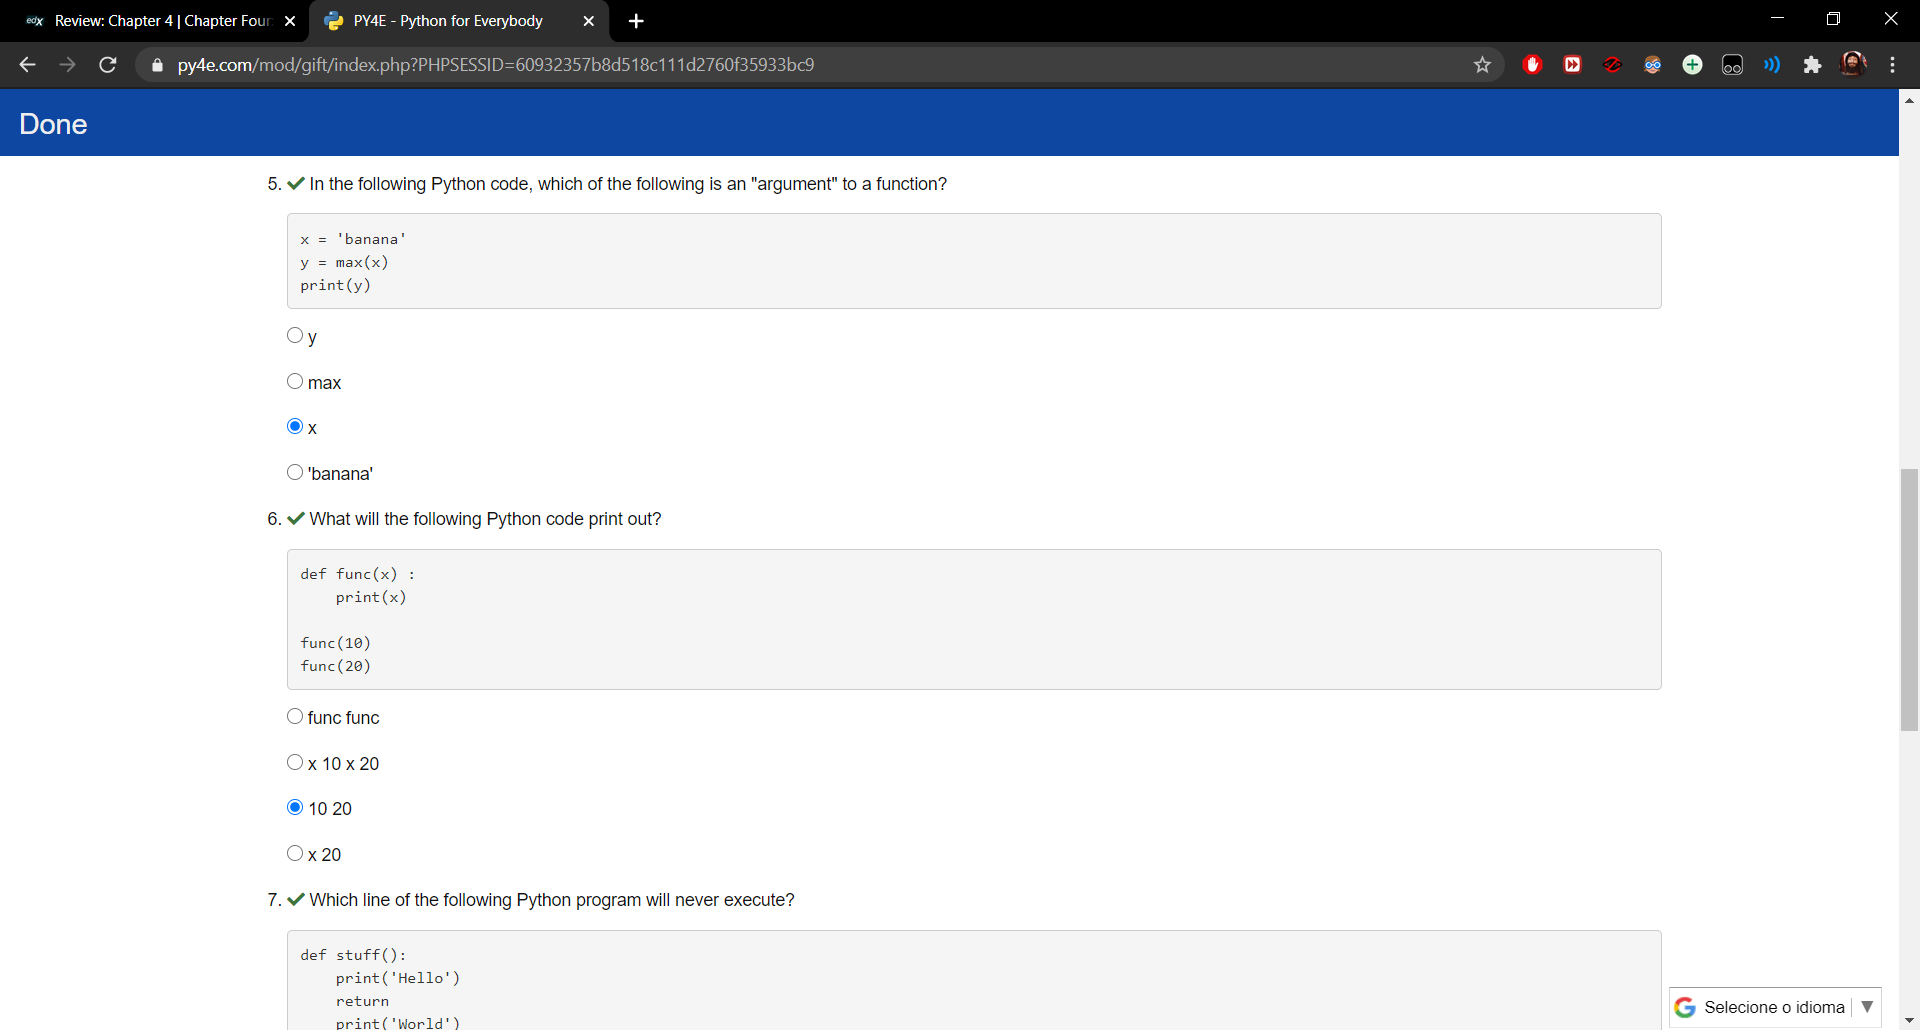 edX Review: Chapter 4 | Chapter Four
PY4E - Python for Everybody
py4e.com/mod/gift/index.php?PHPSESSID=60932357b8d518c111d2760f35933bc9
Done
5. In the following Python code, which of the following is an "argument" to a function?
x = 'banana'
y = max(x)
print(y)
y
max
x
'banana'
6. What will the following Python code print out?
def func(x) :
    print(x)
func(10)
func(20)
func func
x 10 x 20
10 20
x 20
7. Which line of the following Python program will never execute?
def stuff():
    print('Hello')
    return
    print('World')
Selecione o idioma